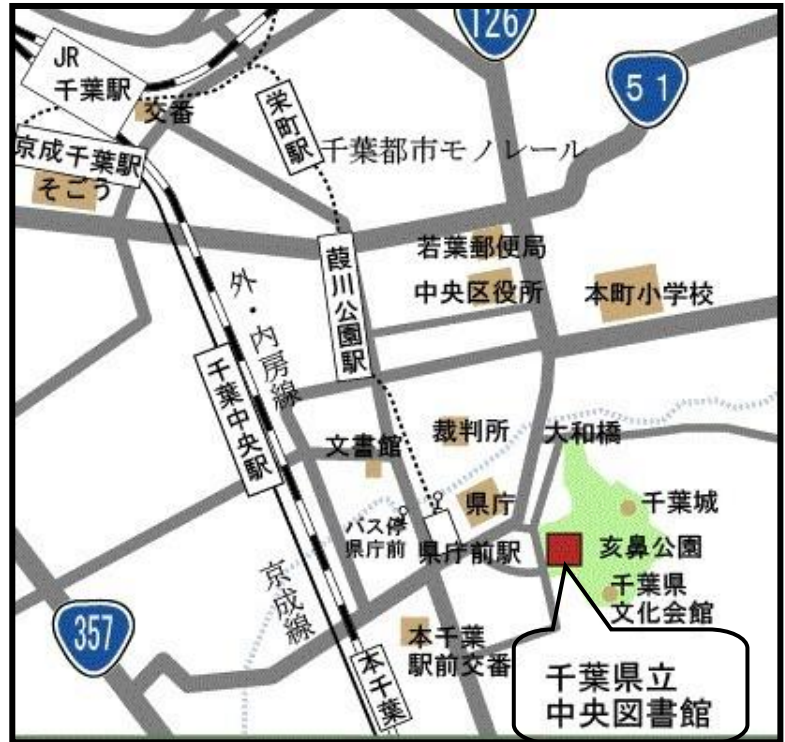 126
51
JR
千葉駅
交番
栄町駅
千葉都市モノレール
京成千葉駅
そごう
葭川公園駅
若葉郵便局
中央区役所
本町小学校
外・内房線
千葉中央駅
文書館
裁判所
大和橋
県庁
千葉城
バス停
県庁前
県庁前駅
亥鼻公園
千葉県
文化会館
京成線
357
本千葉
駅前交番
本千葉
千葉県立
中央図書館